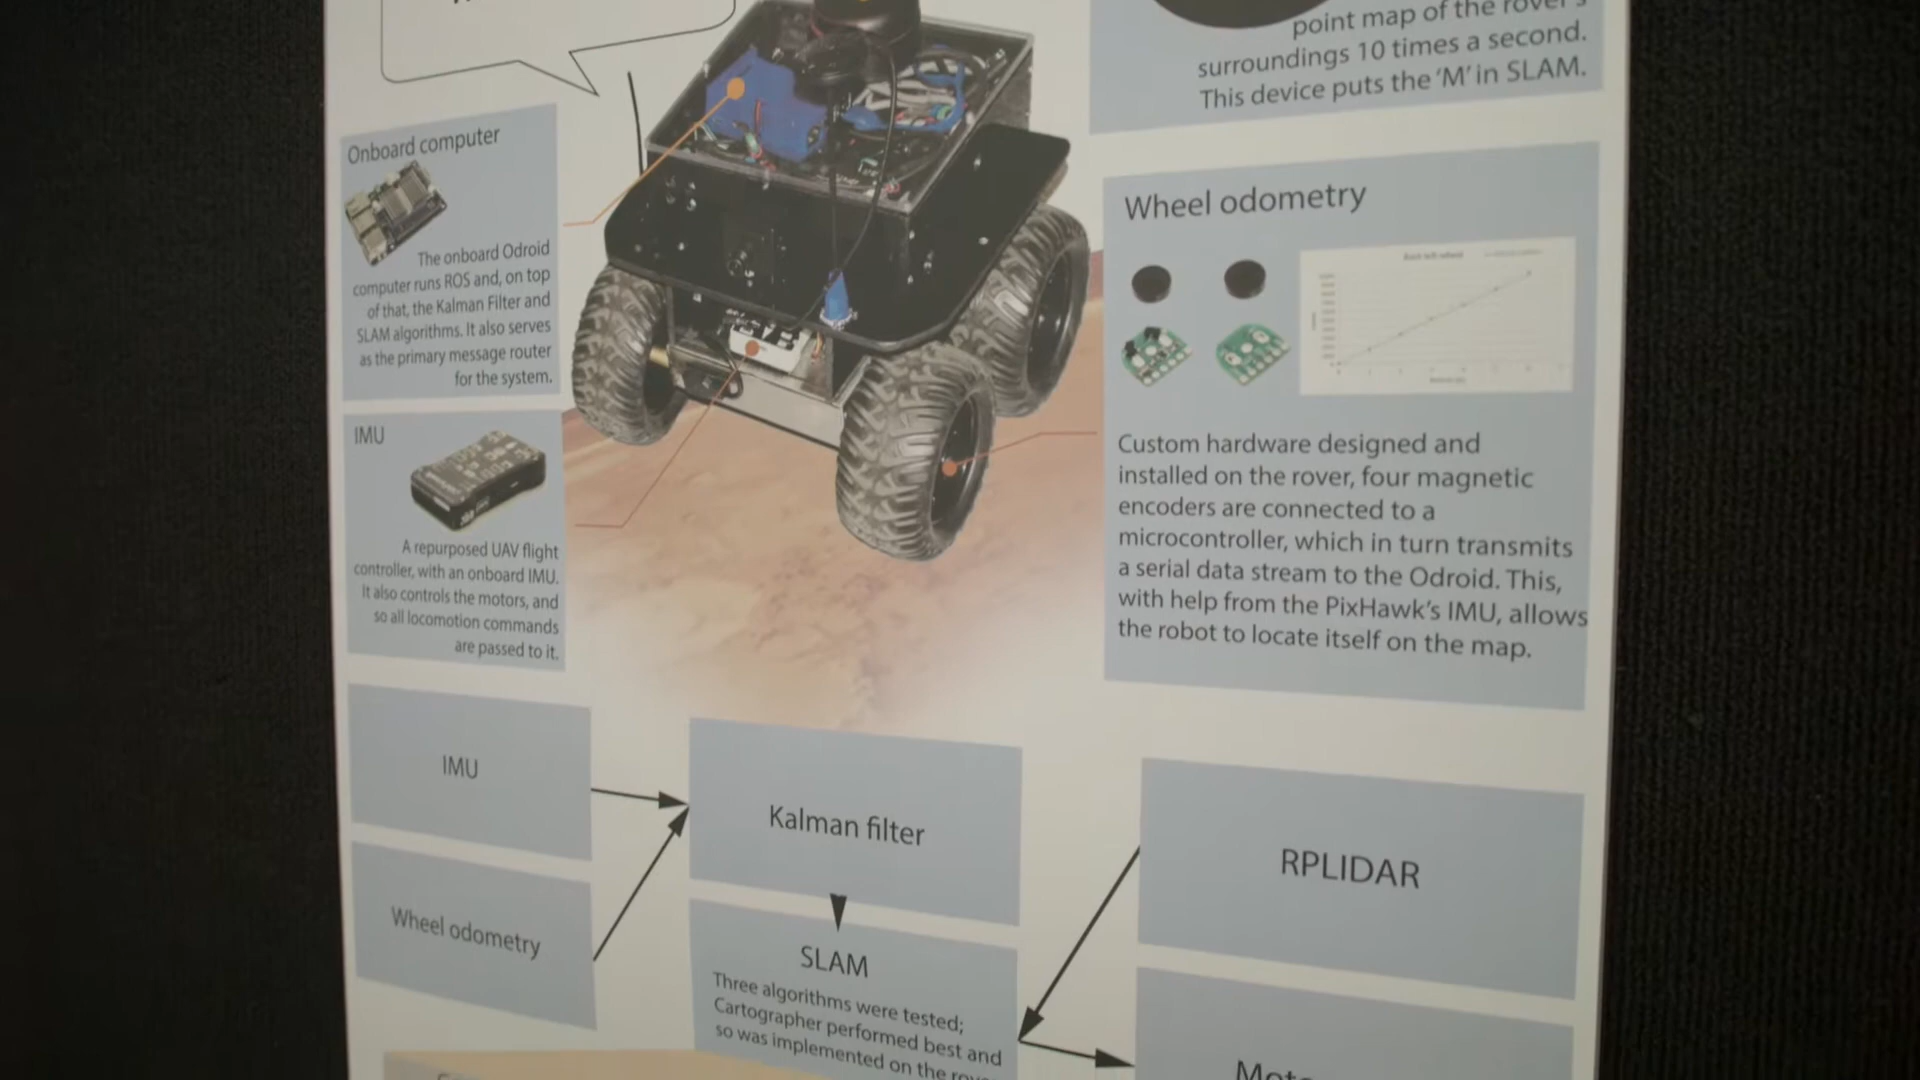 point map of the rover's
surroundings 10 times a second.
This device puts the 'M' in SLAM.
Onboard computer
The onboard Odroid
computer runs ROS and, on top
of that, the Kalman Filter and
SLAM algorithms. It also serves
as the primary message router
for the system.
IMU
A repurposed UAV flight
controller, with an onboard IMU.
It also controls the motors, and
so all locomotion commands
are passed to it.
Wheel odometry
Custom hardware designed and
installed on the rover, four magnetic
encoders are connected to a
microcontroller, which in turn transmits
a serial data stream to the Odroid. This,
with help from the PixHawk's IMU, allows
the robot to locate itself on the map.
IMU
Wheel odometry
Kalman filter
SLAM
Three algorithms were tested;
Cartographer performed best and
so was implemented on the
RPLIDAR